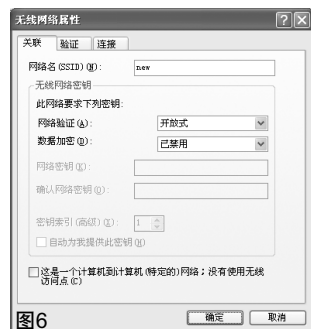 无线网络属性
关联 验证 连接
网络名(SSID)(N): new
无线网络密钥
此网络要求下列密钥:
网络验证(A): 开放式
数据加密(D): 已禁用
网络密钥(K):
确认网络密钥(O):
密钥索引(高级)(X): 1
自动为我提供此密钥(H)
这是一个计算机到计算机(特定的)网络;没有使用无线
访问点(C)
确定 取消
图6